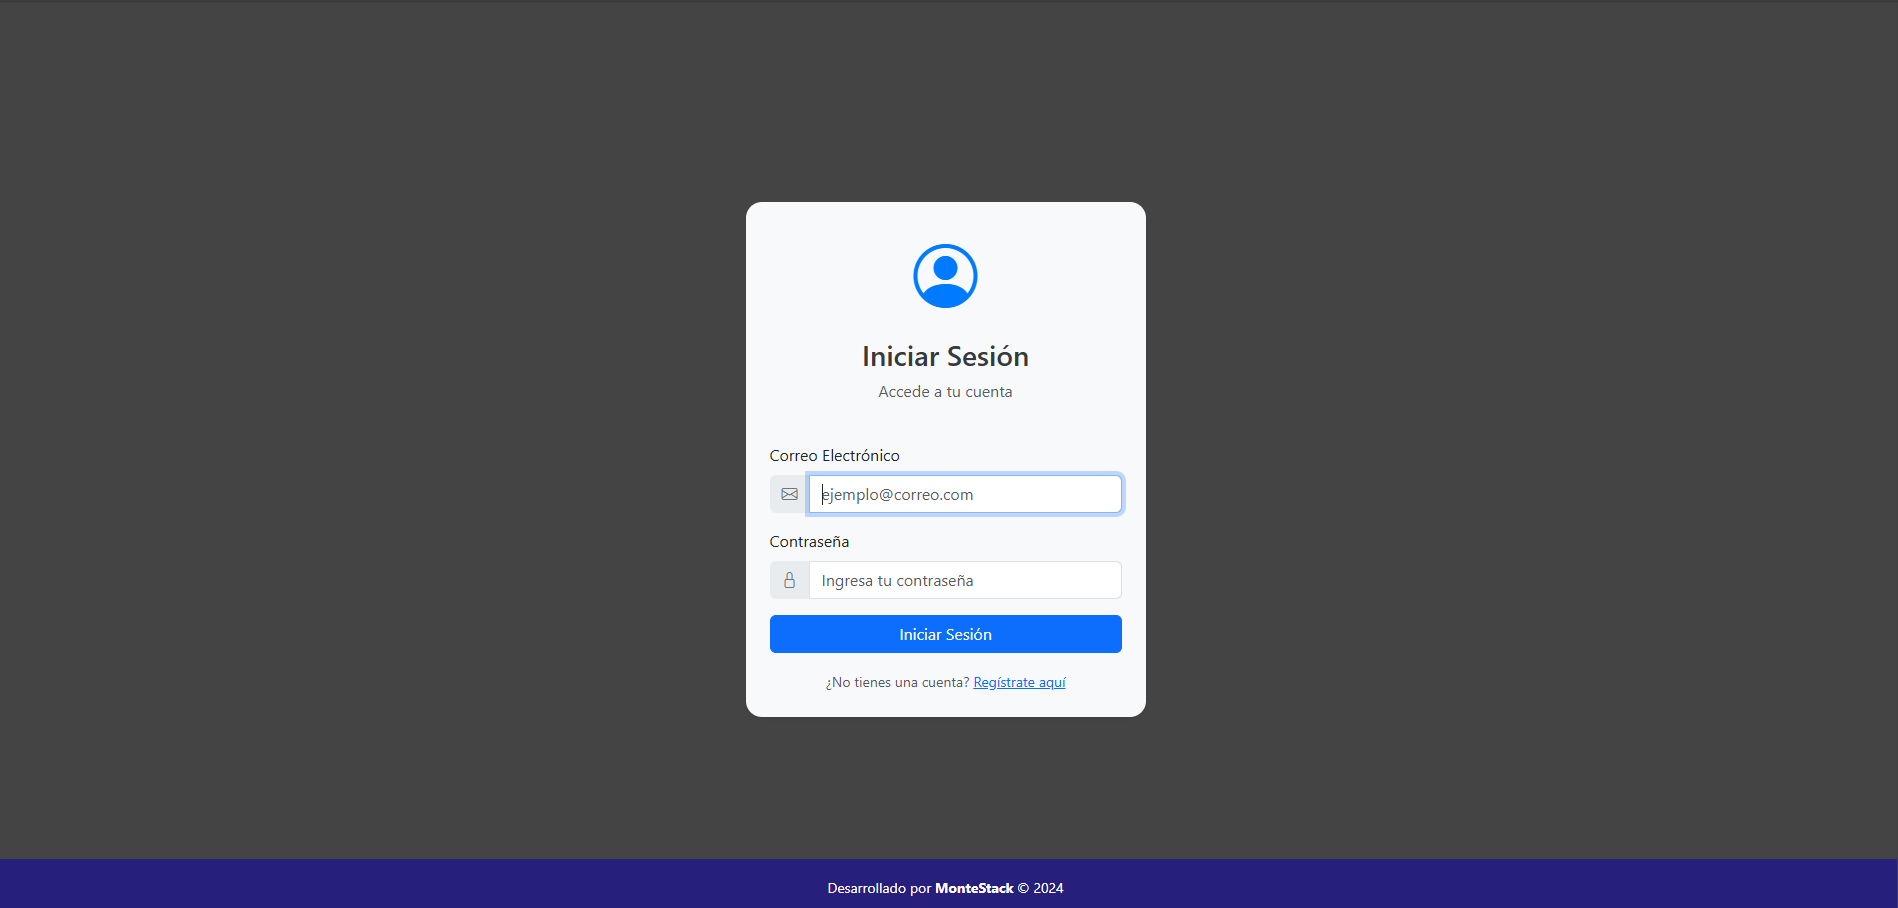 Iniciar Sesión
Accede a tu cuenta
Correo Electrónico
ejemplo@correo.com
Contraseña
Ingresa tu contraseña
Iniciar Sesión
¿No tienes una cuenta? Regístrate aquí
Desarrollado por MonteStack © 2024